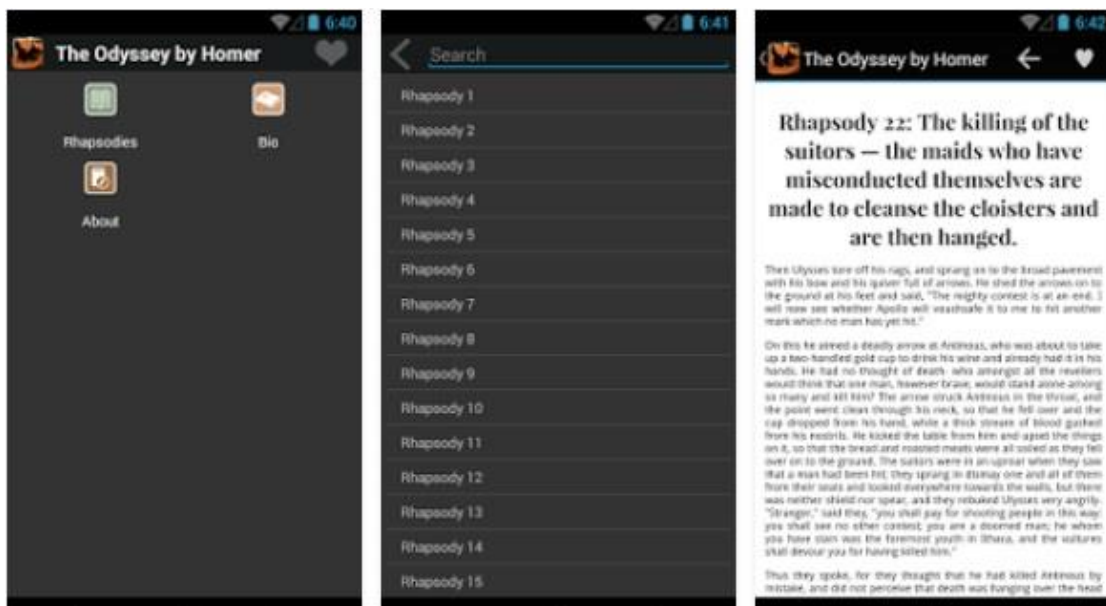 6:40
The Odyssey by Homer
Rhapsodies
Bio
About
6:41
Search
Rhapsody 1
Rhapsody 2
Rhapsody 3
Rhapsody 4
Rhapsody 5
Rhapsody 6
Rhapsody 7
Rhapsody 8
Rhapsody 9
Rhapsody 10
Rhapsody 11
Rhapsody 12
Rhapsody 13
Rhapsody 14
Rhapsody 15
6:42
The Odyssey by Homer
Rhapsody 22: The killing of the
suitors — the maids who have
misconducted themselves are
made to cleanse the cloisters and
are then hanged.
Then Ulysses tore off his rags, and sprang on to the broad pavement
with his bow and his quiver full of arrows. He shed the arrows on to
the ground at his feet and said, "The mighty contest is at an end. I
will now see whether Apollo will vouchsafe it to me to hit another
mark which no man has yet hit."
On this he aimed a deadly arrow at Antinous, who was about to take
up a two-handled gold cup to drink his wine and already had it in his
hands. He had no thought of death- who amongst all the revellers
would think that one man, however brave, would stand alone among
so many and kill him? The arrow struck Antinous in the throat, and
the point went clean through his neck, so that he fell over and the
cup dropped from his hand, while a thick stream of blood gushed
from his nostrils. He kicked the table from him and upset the things
on it, so that the bread and roasted meats were all soiled as they fell
over on to the ground. The suitors were in an uproar when they saw
that a man had been hit; they sprang in dismay one and all of them
from their seats and looked everywhere towards the walls, but there
was neither shield nor spear, and they rebuked Ulysses very angrily.
"Stranger," said they, "you shall pay for shooting people in this way:
you shall see no other contest; you are a doomed man; he whom
you have slain was the foremost youth in Ithaca, and the vultures
shall devour you for having killed him."
Thus they spoke, for they thought that he had killed Antinous by
mistake, and did not perceive that death was hanging over the head